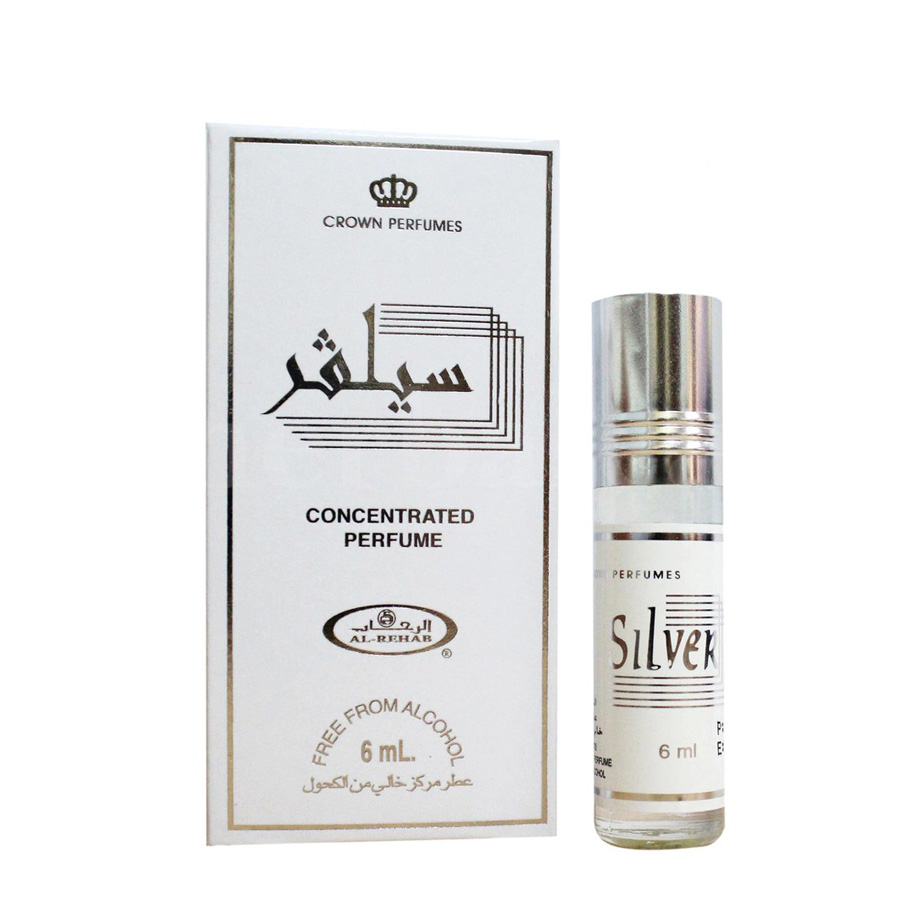 CROWN PERFUMES
سيلڤر
CONCENTRATED
PERFUME
الرحاب
AL-REHAB
®
FREE FROM ALCOHOL
6 mL.
عطر مركز خالي من الكحول
PERFUMES
Silver
6 ml